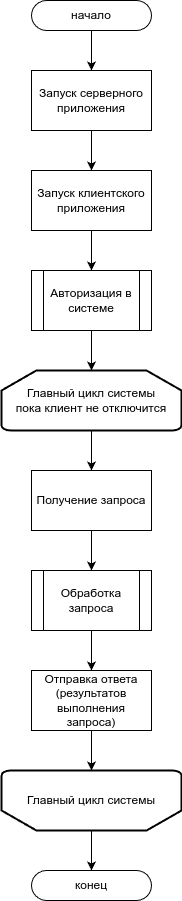 начало
Запуск серверного
приложения
Запуск клиентского
приложения
Авторизация в
системе
Главный цикл системы
пока клиент не отключится
Получение запроса
Обработка
запроса
Отправка ответа
(результатов
выполнения
запроса)
Главный цикл системы
конец